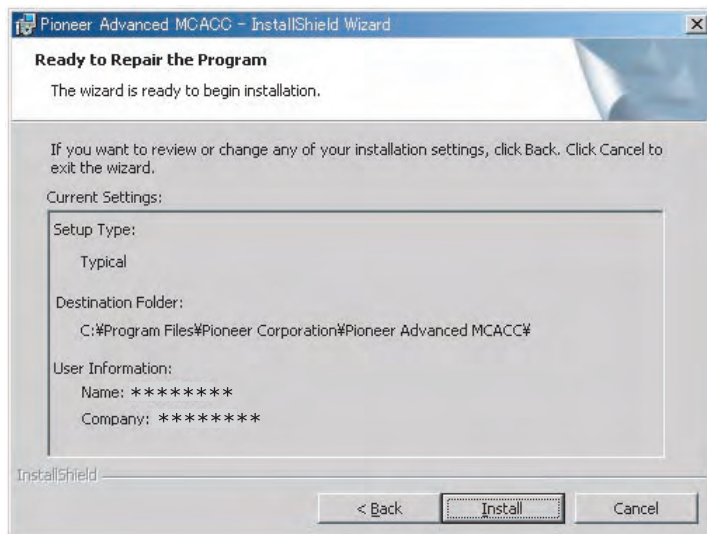 Pioneer Advanced MCACC - InstallShield Wizard
Ready to Repair the Program
The wizard is ready to begin installation.
If you want to review or change any of your installation settings, click Back. Click Cancel to
exit the wizard.
Current Settings:
Setup Type:
Typical
Destination Folder:
C:¥Program Files¥Pioneer Corporation¥Pioneer Advanced MCACC¥
User Information:
Name: ********
Company: ********
InstallShield
< Back
Install
Cancel